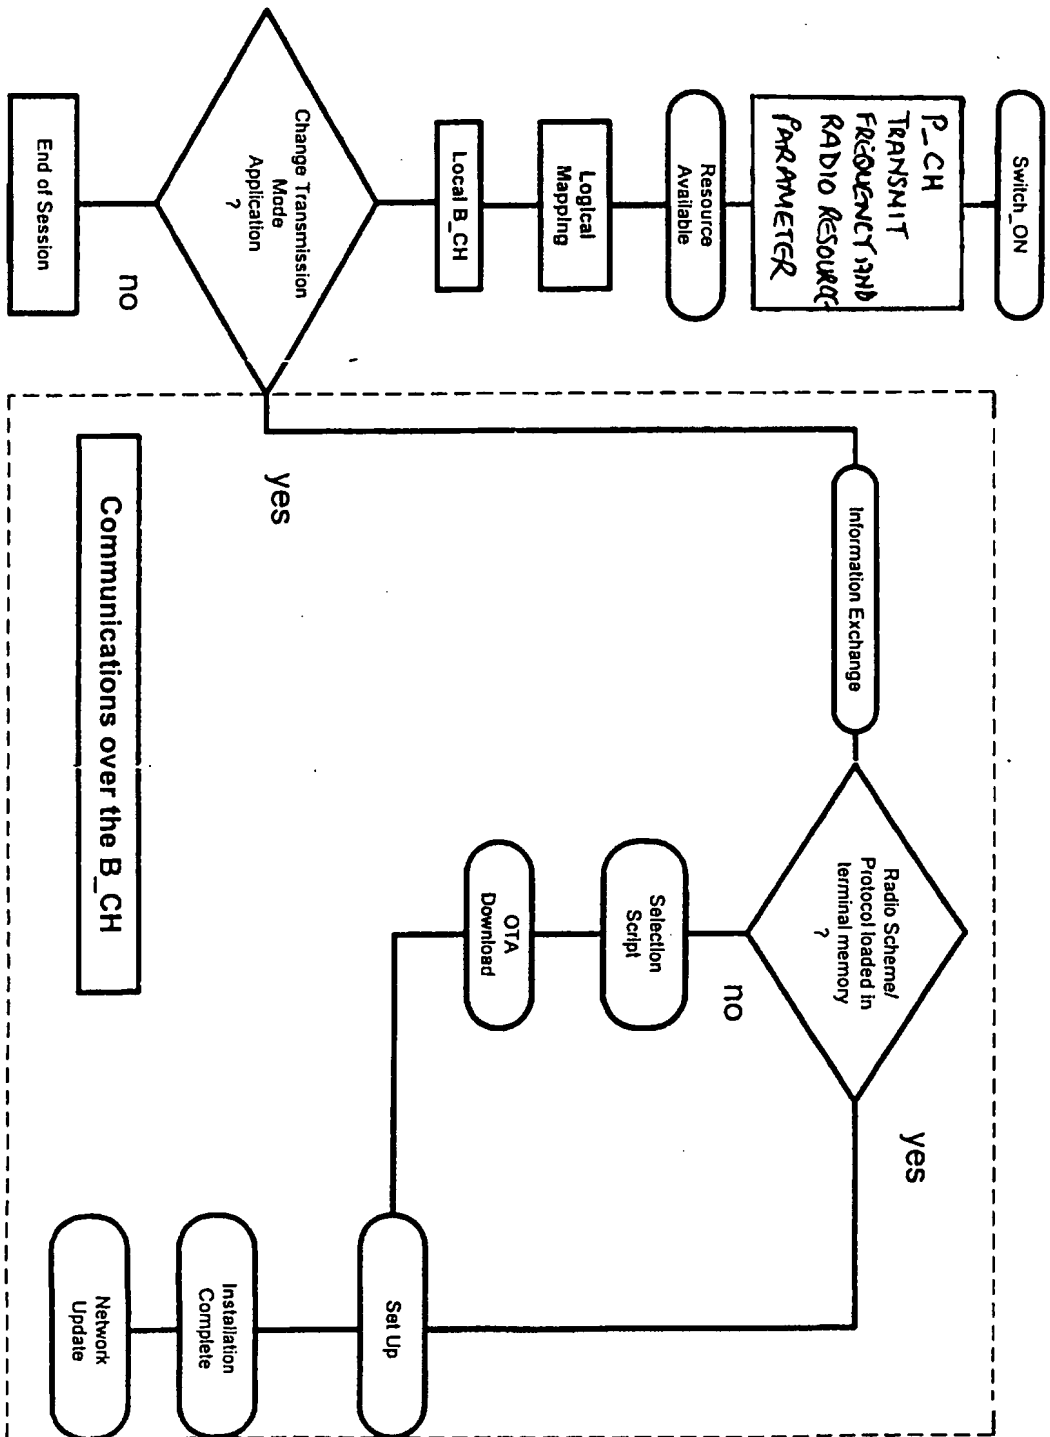 Switch_ON
P_CH
TRANSMIT
FREQUENCY AND
RADIO RESOURCE
PARAMETER
Resource
Available
Logical
Mapping
Local B_CH
Change Transmission
Mode
Application
?
no
End of Session
yes
Information Exchange
Radio Scheme/
Protocol loaded in
terminal memory
?
yes
no
Selection
Script
OTA
Download
Set Up
Installation
Complete
Network
Update
Communications over the B_CH